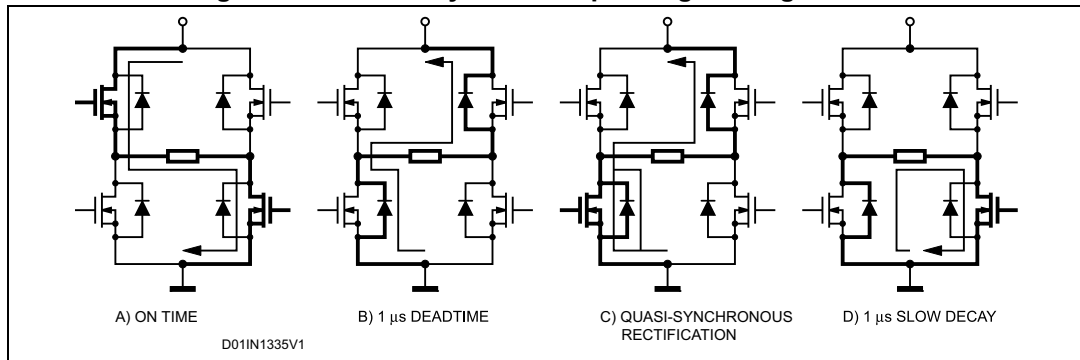 A) ON TIME
B) 1 μs DEADTIME
C) QUASI-SYNCHRONOUS
RECTIFICATION
D) 1 μs SLOW DECAY
D01IN1335V1